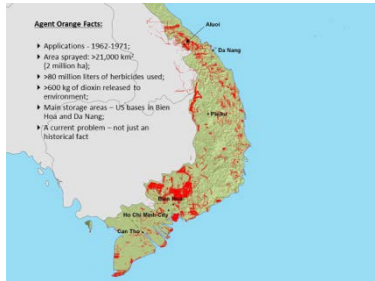 Agent Orange Facts:
Applications - 1962-1971;
Area sprayed: >21,000 km²
(2 million ha);
>80 million liters of herbicides used;
>600 kg of dioxin released to
environment;
Main storage areas – US bases in Bien
Hoa and Da Nang;
A current problem – not just an
historical fact
Aluoi
Da Nang
Pleiku
Bien Hoa
Ho Chi Minh City
Can Tho